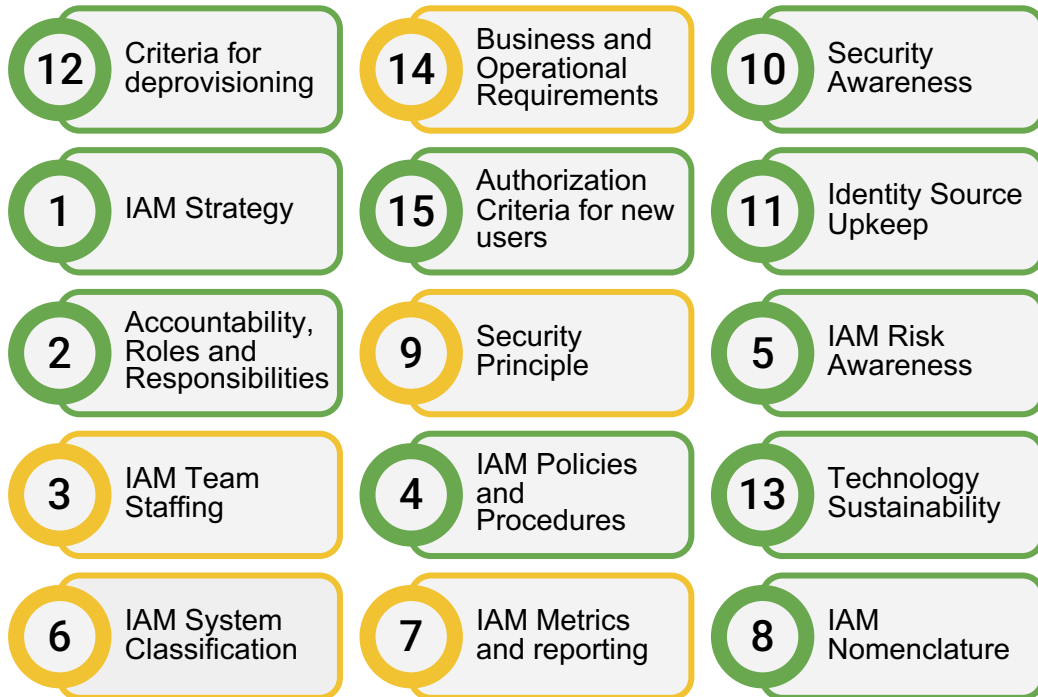 12
Criteria for
deprovisioning
14
Business and
Operational
Requirements
10
Security
Awareness
1
IAM Strategy
15
Authorization
Criteria for new
users
11
Identity Source
Upkeep
2
Accountability,
Roles and
Responsibilities
9
Security
Principle
5
IAM Risk
Awareness
3
IAM Team
Staffing
4
IAM Policies
and
Procedures
13
Technology
Sustainability
6
IAM System
Classification
7
IAM Metrics
and reporting
8
IAM
Nomenclature